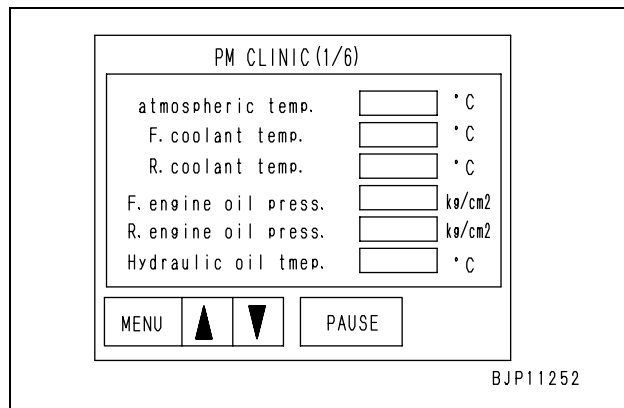 PM CLINIC(1/6)
atmospheric temp. °C
F.coolant temp. °C
R.coolant temp. °C
F.engine oil press. kg/cm2
R.engine oil press. kg/cm2
Hydraulic oil tmep. °C
MENU ▲ ▼ PAUSE
BJP11252